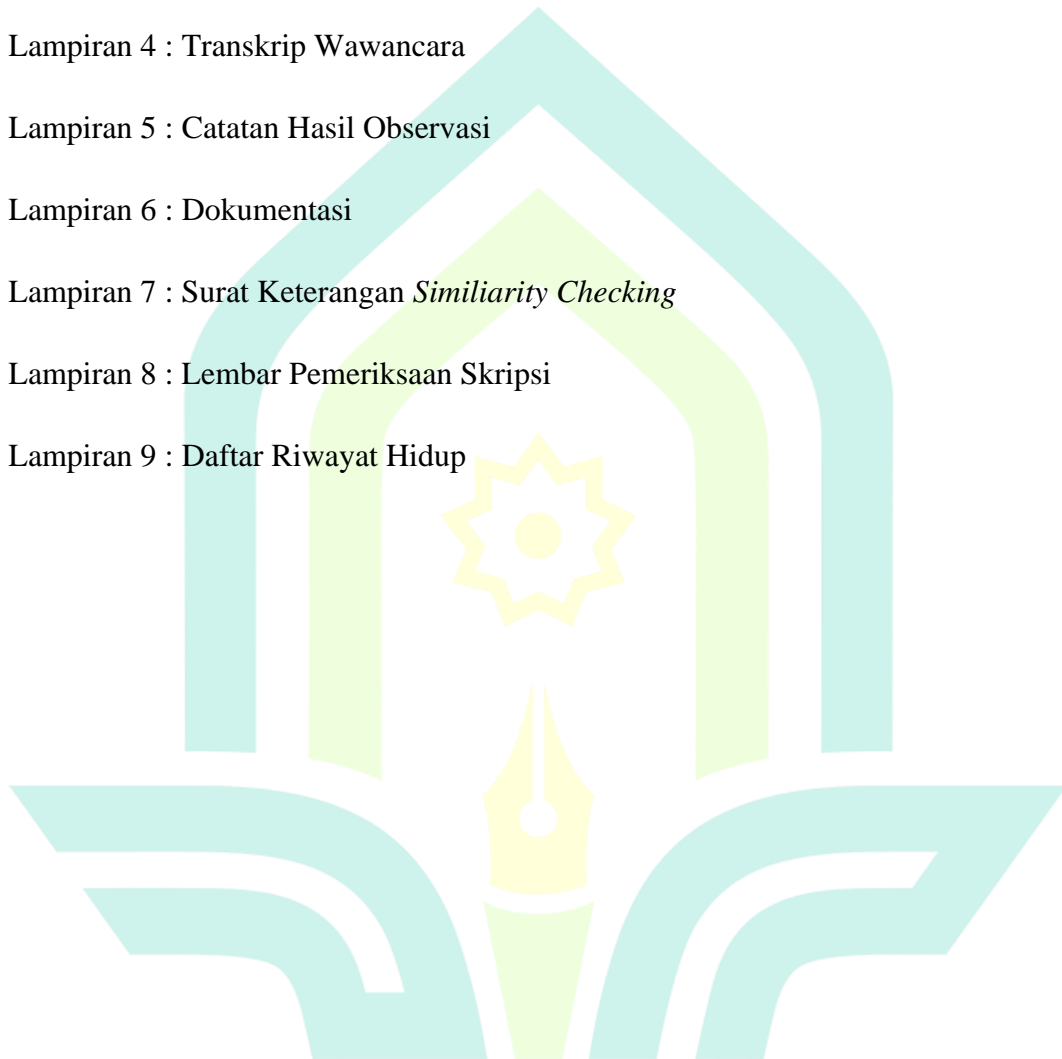 Lampiran 4 : Transkrip Wawancara
Lampiran 5 : Catatan Hasil Observasi
Lampiran 6 : Dokumentasi
Lampiran 7 : Surat Keterangan Similiarity Checking
Lampiran 8 : Lembar Pemeriksaan Skripsi
Lampiran 9 : Daftar Riwayat Hidup